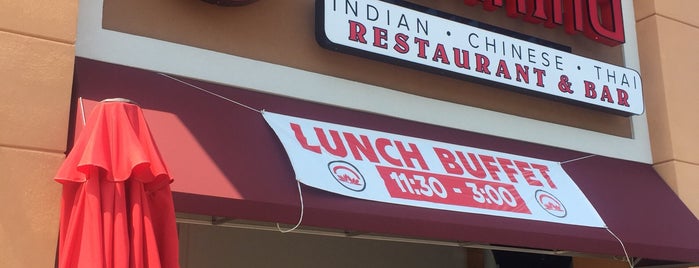 INDIAN · CHINESE · THAI
RESTAURANT & BAR
LUNCH BUFFET
11:30 - 3:00